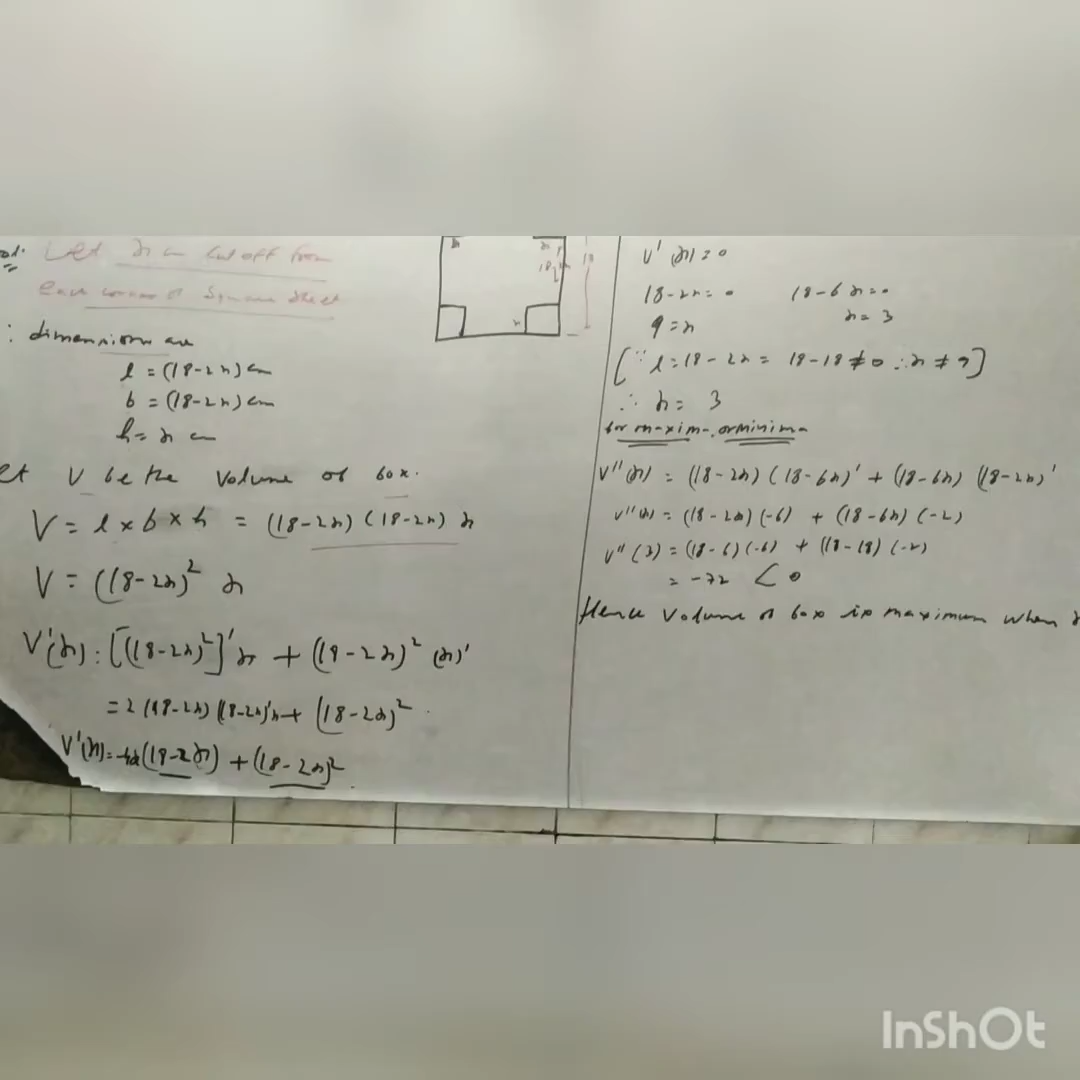 Let x cm cut off from
each corner of square sheet
∴ dimensions are
l = (18-2x) cm
b = (18-2x) cm
h = x cm
et V be the volume of box.
V = l × b × h = (18-2x) (18-2x) x
V = (18-2x)² x
V'(x) = [(18-2x)²]' x + (18-2x)² (x)'
= 2 (18-2x) (18-2x)' x + (18-2x)²
V'(x) = -4x (18-2x) + (18-2x)²
x x
18
x
V'(x) = 0
18-2x = 0 18-6x = 0
9 = x x = 3
[∵ l = 18-2x = 18-18 ≠ 0 ∴ x ≠ 9]
∴ x = 3
for maxim. or minima
V''(x) = (18-2x) (18-6x)' + (18-6x) (18-2x)'
V''(x) = (18-2x) (-6) + (18-6x) (-2)
V''(3) = (18-6) (-6) + (18-18) (-2)
= -72 < 0
Hence Volume of box is maximum when x
InShOt